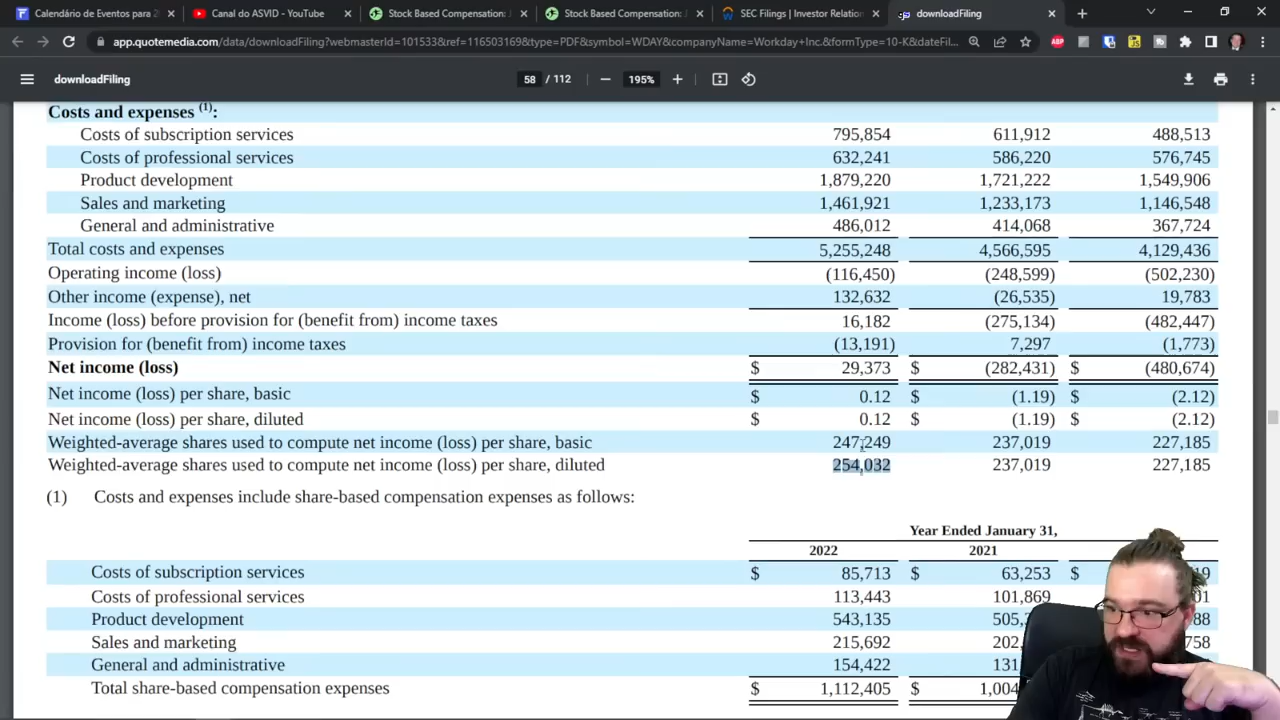 Calendário de Eventos para 2
Canal do ASVID - YouTube
Stock Based Compensation:
Stock Based Compensation:
SEC Filings | Investor Relation
downloadFiling
app.quotemedia.com/data/downloadFiling?webmasterId=101533&ref=116503169&type=PDF&symbol=WDAY&companyName=Workday+Inc.&formType=10-K&dateFil...
downloadFiling 58 / 112 195%
Costs and expenses (1):
Costs of subscription services 795,854 611,912 488,513
Costs of professional services 632,241 586,220 576,745
Product development 1,879,220 1,721,222 1,549,906
Sales and marketing 1,461,921 1,233,173 1,146,548
General and administrative 486,012 414,068 367,724
Total costs and expenses 5,255,248 4,566,595 4,129,436
Operating income (loss) (116,450) (248,599) (502,230)
Other income (expense), net 132,632 (26,535) 19,783
Income (loss) before provision for (benefit from) income taxes 16,182 (275,134) (482,447)
Provision for (benefit from) income taxes (13,191) 7,297 (1,773)
Net income (loss) $ 29,373 $ (282,431) $ (480,674)
Net income (loss) per share, basic $ 0.12 $ (1.19) $ (2.12)
Net income (loss) per share, diluted $ 0.12 $ (1.19) $ (2.12)
Weighted-average shares used to compute net income (loss) per share, basic 247,249 237,019 227,185
Weighted-average shares used to compute net income (loss) per share, diluted 254,032 237,019 227,185
(1) Costs and expenses include share-based compensation expenses as follows:
Year Ended January 31,
2022 2021
Costs of subscription services $ 85,713 $ 63,253 $ 19
Costs of professional services 113,443 101,869 01
Product development 543,135 505, 88
Sales and marketing 215,692 202, 758
General and administrative 154,422 131
Total share-based compensation expenses $ 1,112,405 $ 1,004